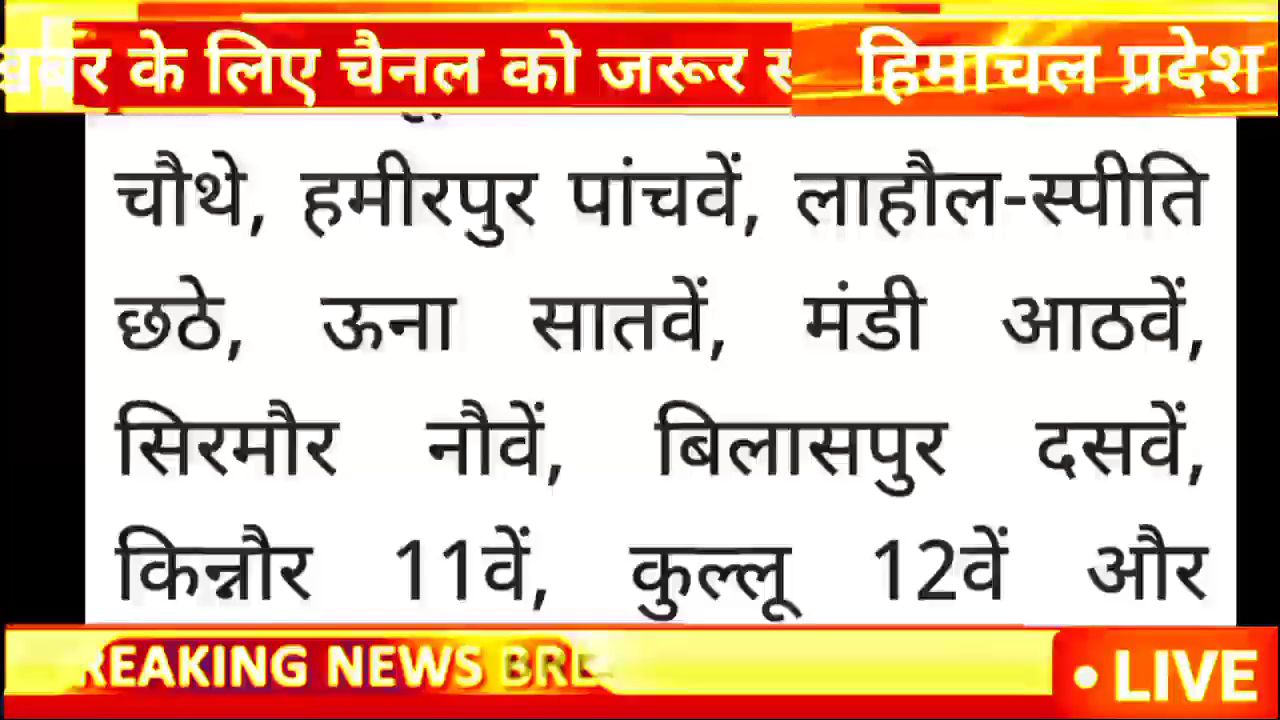 के लिए चैनल को जरूर
हिमाचल प्रदेश
चौथे, हमीरपुर पांचवें, लाहौल-स्पीति
छठे, ऊना सातवें, मंडी आठवें,
सिरमौर नौवें, बिलासपुर दसवें,
किन्नौर 11वें, कुल्लू 12वें और
REAKING NEWS BRE
• LIVE